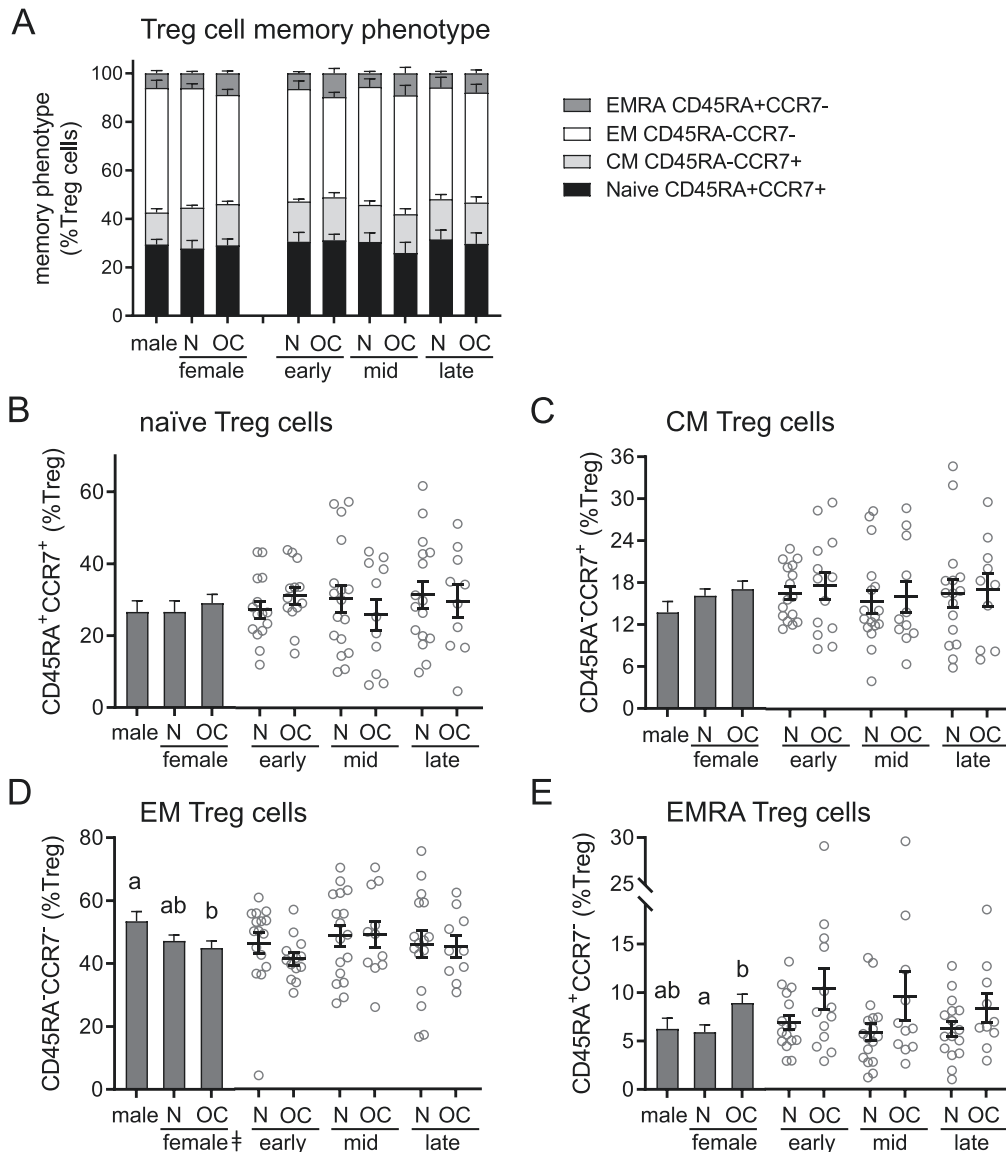 A
Treg cell memory phenotype
memory phenotype
(%Treg cells)
100
80
60
40
20
0
male N OC N OC N OC N OC
female early mid late
EMRA CD45RA+CCR7-
EM CD45RA-CCR7-
CM CD45RA-CCR7+
Naive CD45RA+CCR7+
B
naïve Treg cells
CD45RA+CCR7+ (%Treg)
60
40
20
0
male N OC N OC N OC N OC
female early mid late
C
CM Treg cells
CD45RA-CCR7+ (%Treg)
36
30
24
18
12
6
0
male N OC N OC N OC N OC
female early mid late
D
EM Treg cells
CD45RA-CCR7- (%Treg)
80
60
40
20
0
a ab b
male N OC N OC N OC N OC
female ‡ early mid late
E
EMRA Treg cells
CD45RA+CCR7- (%Treg)
30
25
15
10
5
0
ab a b
male N OC N OC N OC N OC
female early mid late